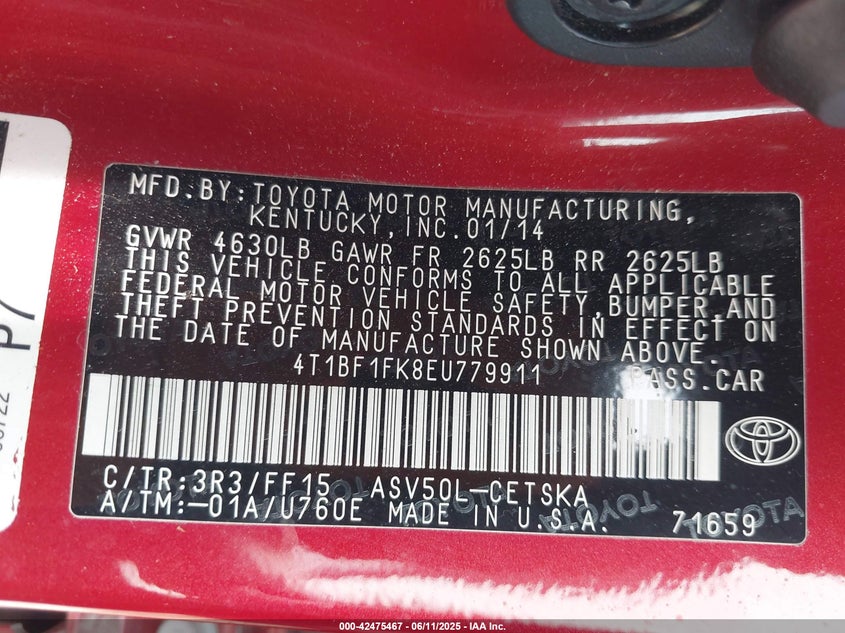 MFD.BY:TOYOTA MOTOR MANUFACTURING,
KENTUCKY,INC.01/14
GVWR 4630LB GAWR FR 2625LB RR 2625LB
THIS VEHICLE CONFORMS TO ALL APPLICABLE
FEDERAL MOTOR VEHICLE SAFETY,BUMPER,AND
THEFT PREVENTION STANDARDS IN EFFECT ON
THE DATE OF MANUFACTURE SHOWN ABOVE.
4T1BF1FK8EU779911 PASS.CAR
C/TR:3R3/FF15 ASV50L-CETSKA
A/TM:-01A/U760E MADE IN U.S.A. 71659
TOYOTA
P7
000-42475467 - 06/11/2025 - IAA Inc.